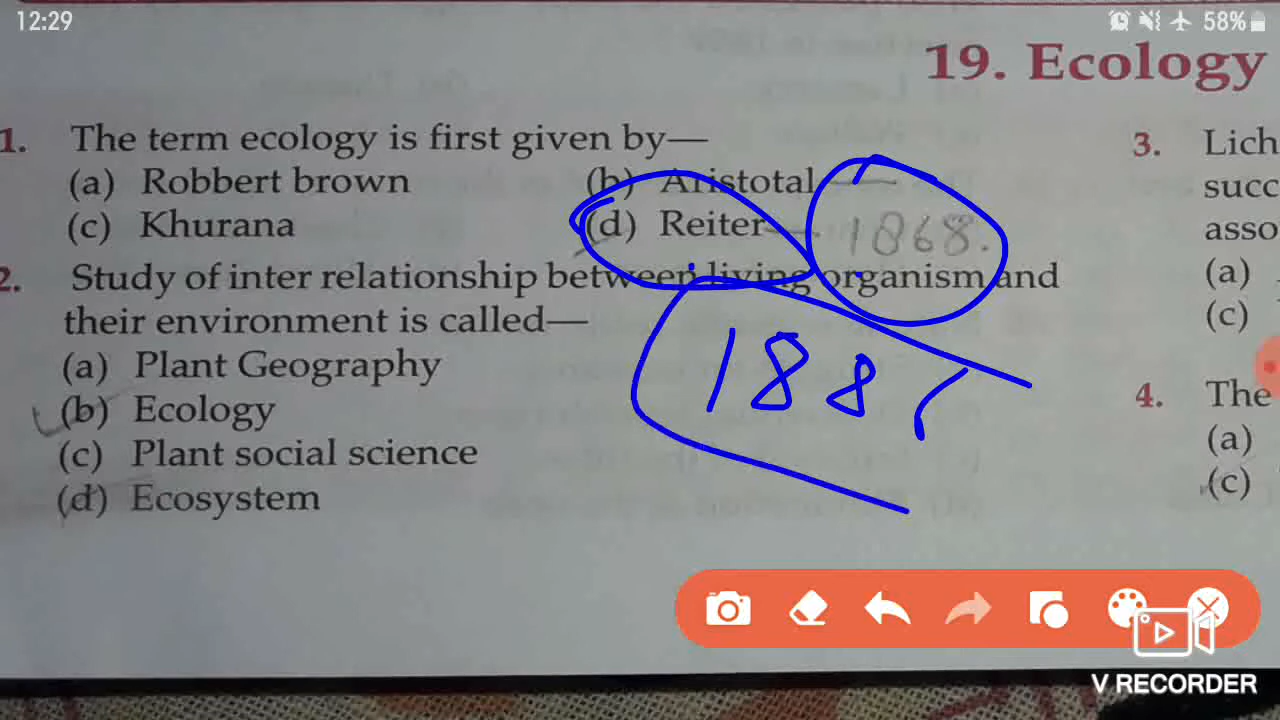 12:29
58%
19. Ecology
1. The term ecology is first given by—
(a) Robbert brown (b) Aristotal
(c) Khurana (d) Reiter 1868.
2. Study of inter relationship between living organism and
their environment is called—
(a) Plant Geography
(b) Ecology
(c) Plant social science
(d) Ecosystem
188
3. Lich
succ
asso
(a)
(c)
4. The
(a)
(c)
V RECORDER